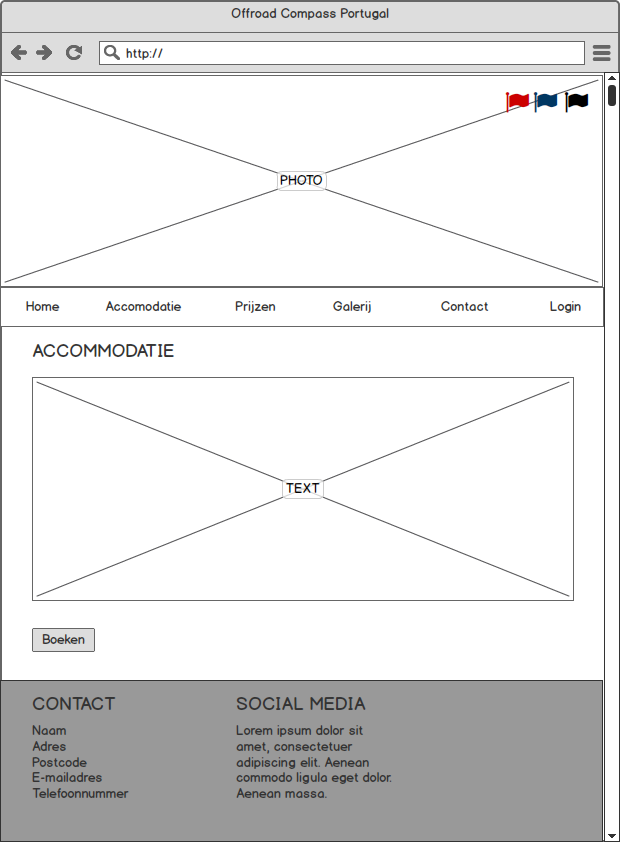 Offroad Compass Portugal
http://
PHOTO
Home Accomodatie Prijzen Galerij Contact Login
ACCOMMODATIE
TEXT
Boeken
CONTACT
Naam
Adres
Postcode
E-mailadres
Telefoonnummer
SOCIAL MEDIA
Lorem ipsum dolor sit
amet, consectetuer
adipiscing elit. Aenean
commodo ligula eget dolor.
Aenean massa.